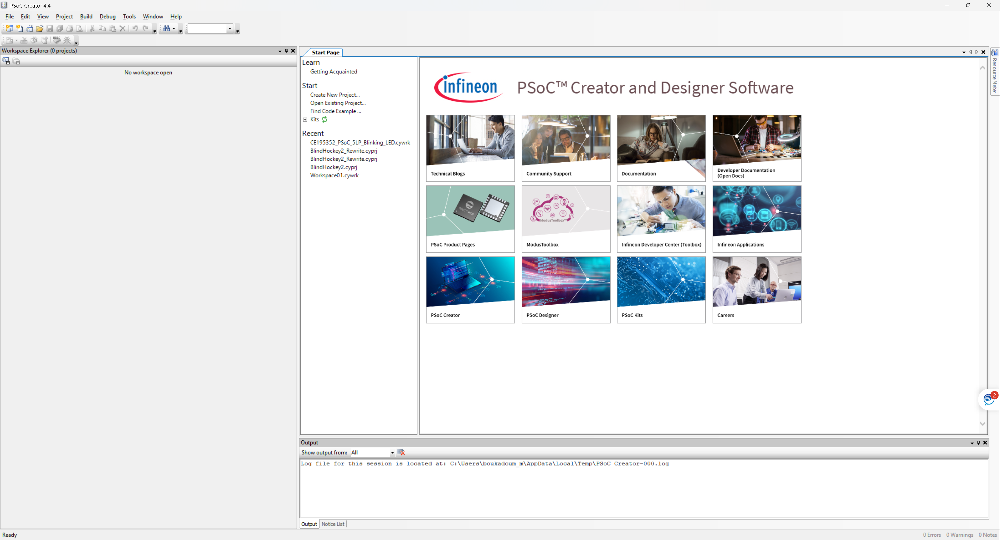 PSoC Creator 4.4
File Edit View Project Build Debug Tools Window Help
Workspace Explorer (0 projects)
No workspace open
Start Page
Learn
Getting Acquainted
Start
Create New Project...
Open Existing Project...
Find Code Example ...
Kits
Recent
CE195352_PSoC_5LP_Blinking_LED.cywrk
BlindHockey2_Rewrite.cyprj
BlindHockey2_Rewrite.cyprj
BlindHockey2.cyprj
Workspace01.cywrk
infineon
PSoC™ Creator and Designer Software
Technical Blogs
Community Support
Documentation
Developer Documentation
(Open Docs)
PSoC Product Pages
ModusToolbox™
ModusToolbox
Infineon Developer Center (Toolbox)
Infineon Applications
PSoC Creator
PSoC Designer
PSoC Kits
Careers
Resource Meter
2
Output
Show output from: All
Log file for this session is located at: C:\Users\boukadoum_m\AppData\Local\Temp\PSoC Creator-000.log
Output Notice List
Ready
0 Errors 0 Warnings 0 Notes